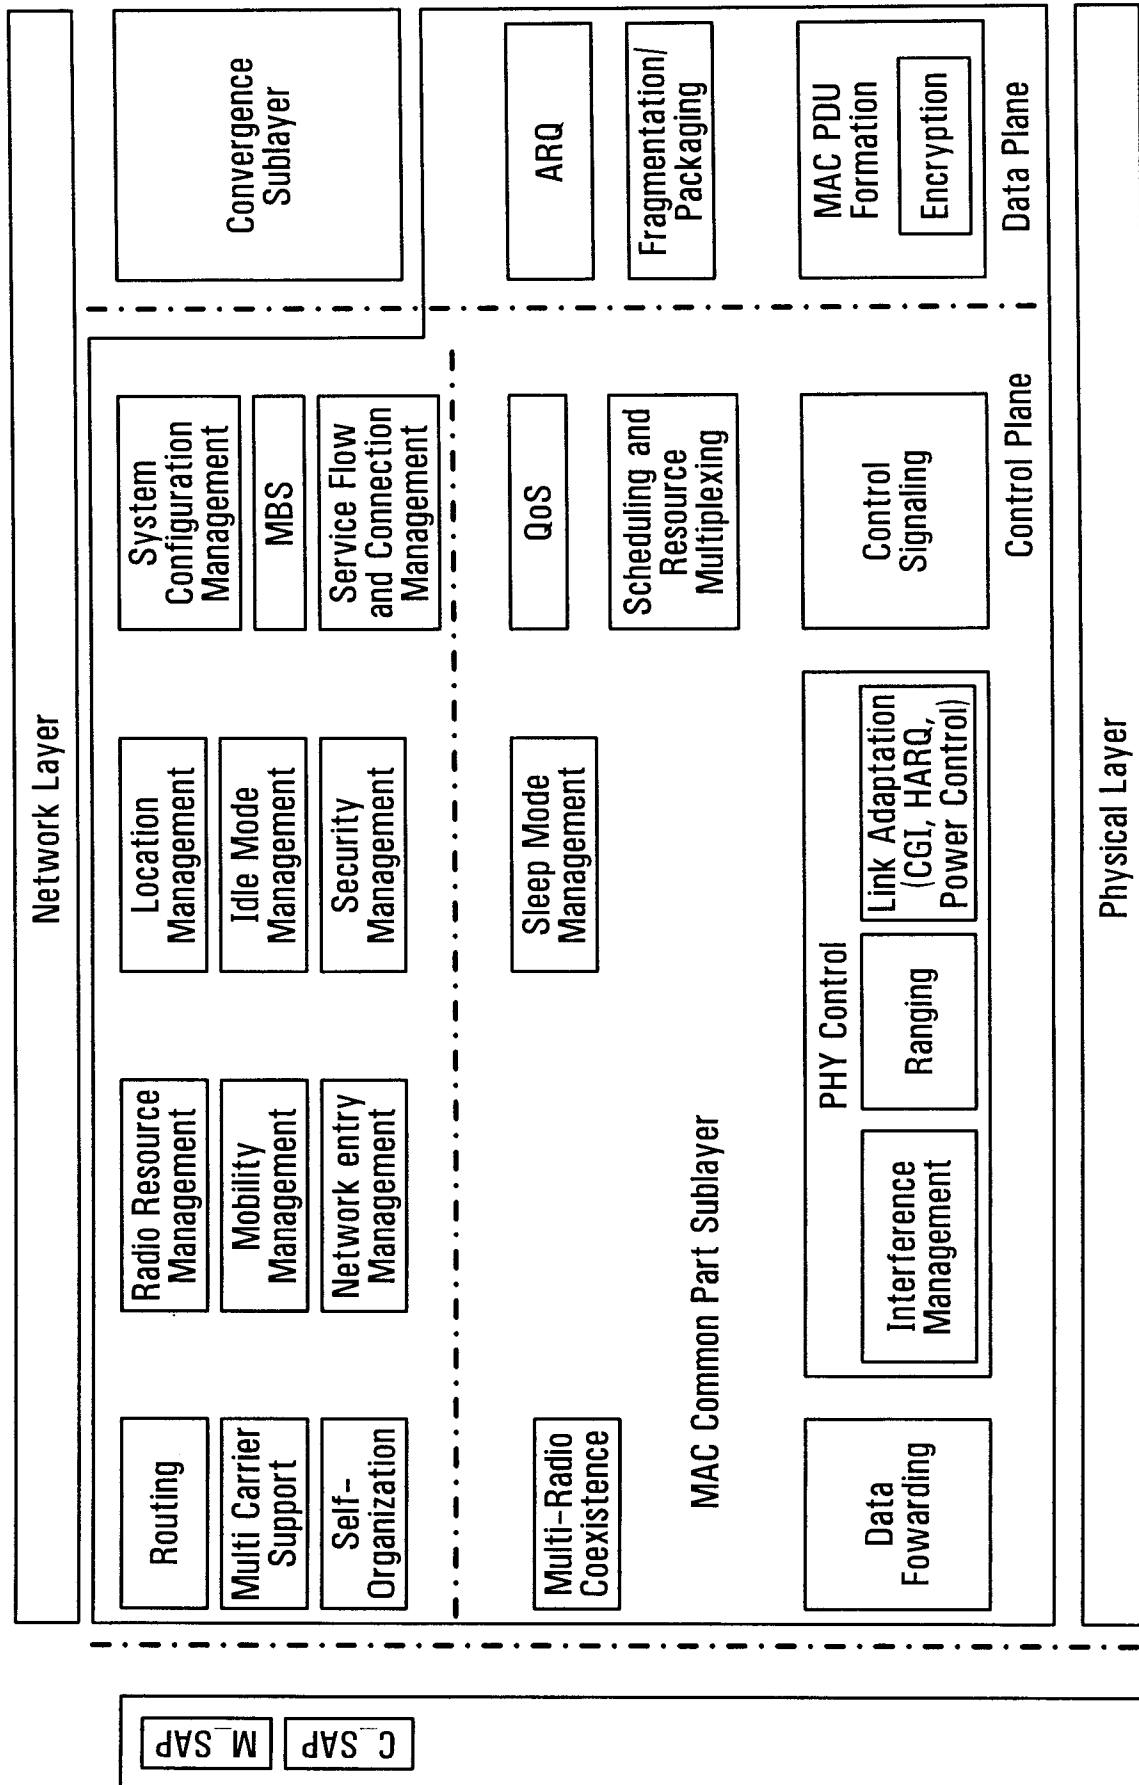 Network Layer
M_SAP
C_SAP
Routing
Multi Carrier
Support
Self-
Organization
Radio Resource
Management
Mobility
Management
Network entry
Management
Location
Management
Idle Mode
Management
Security
Management
System
Configuration
Management
MBS
Service Flow
and Connection
Management
Convergence
Sublayer
Multi-Radio
Coexistence
Sleep Mode
Management
QoS
Scheduling and
Resource
Multiplexing
ARQ
Fragmentation/
Packaging
MAC Common Part Sublayer
Data
Fowarding
PHY Control
Interference
Management
Ranging
Link Adaptation
(CGI, HARQ,
Power Control)
Control
Signaling
MAC PDU
Formation
Encryption
Control Plane
Data Plane
Physical Layer